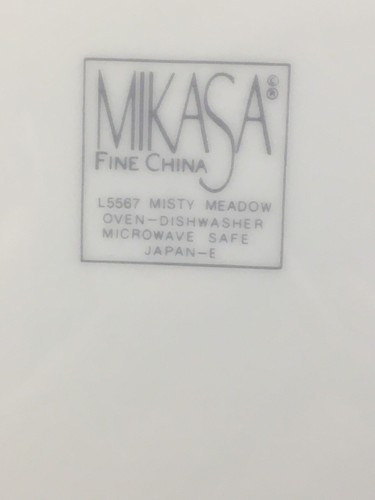 MIKASA ©®
FINE CHINA
L5567 MISTY MEADOW
OVEN-DISHWASHER
MICROWAVE SAFE
JAPAN-E